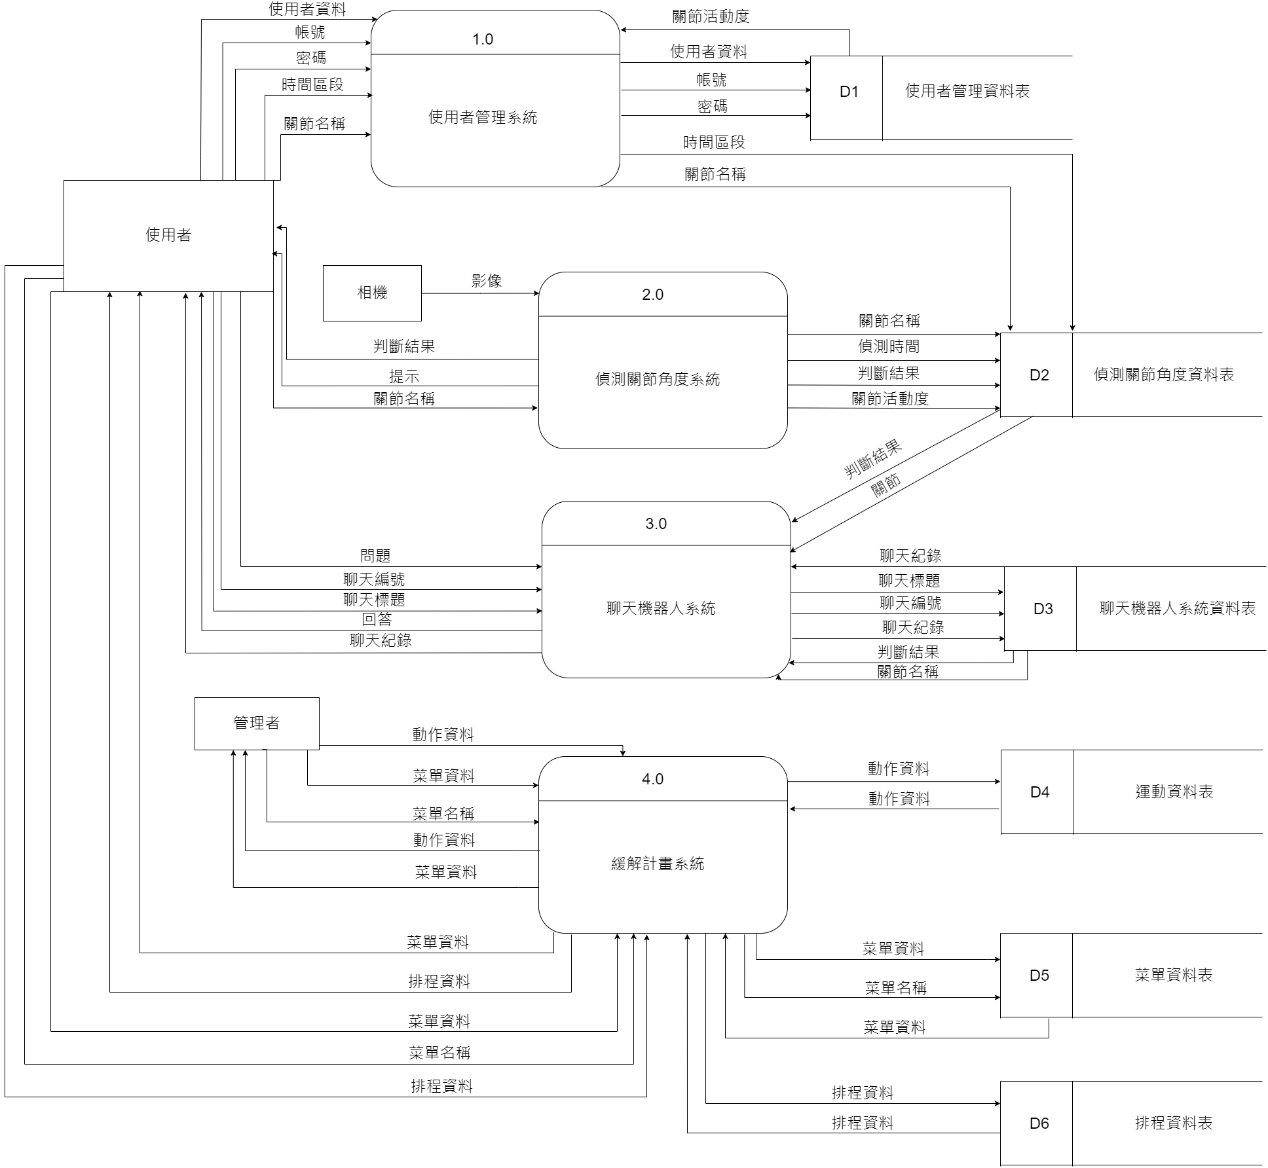 使用者資料
帳號
密碼
時間區段
關節名稱
1.0
使用者管理系統
關節活動度
使用者資料
帳號
密碼
時間區段
關節名稱
D1
使用者管理資料表
使用者
相機
影像
2.0
偵測關節角度系統
判斷結果
提示
關節名稱
關節名稱
偵測時間
判斷結果
關節活動度
D2
偵測關節角度資料表
判斷結果
關節
3.0
聊天機器人系統
問題
聊天編號
聊天標題
回答
聊天紀錄
聊天紀錄
聊天標題
聊天編號
聊天紀錄
判斷結果
關節名稱
D3
聊天機器人系統資料表
管理者
動作資料
菜單資料
菜單名稱
動作資料
菜單資料
4.0
緩解計畫系統
動作資料
動作資料
D4
運動資料表
菜單資料
排程資料
菜單資料
菜單名稱
排程資料
菜單資料
菜單名稱
菜單資料
D5
菜單資料表
排程資料
排程資料
D6
排程資料表